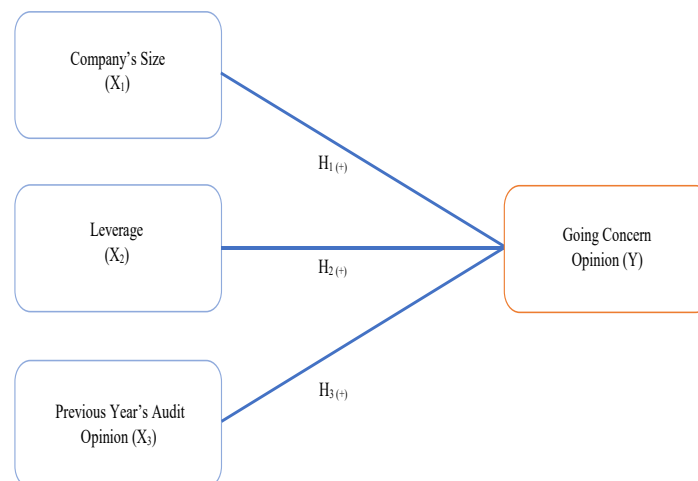 Company’s Size
(X₁)
H₁ (+)
Leverage
(X₂)
H₂ (+)
Going Concern
Opinion (Y)
H₃ (+)
Previous Year’s Audit
Opinion (X₃)